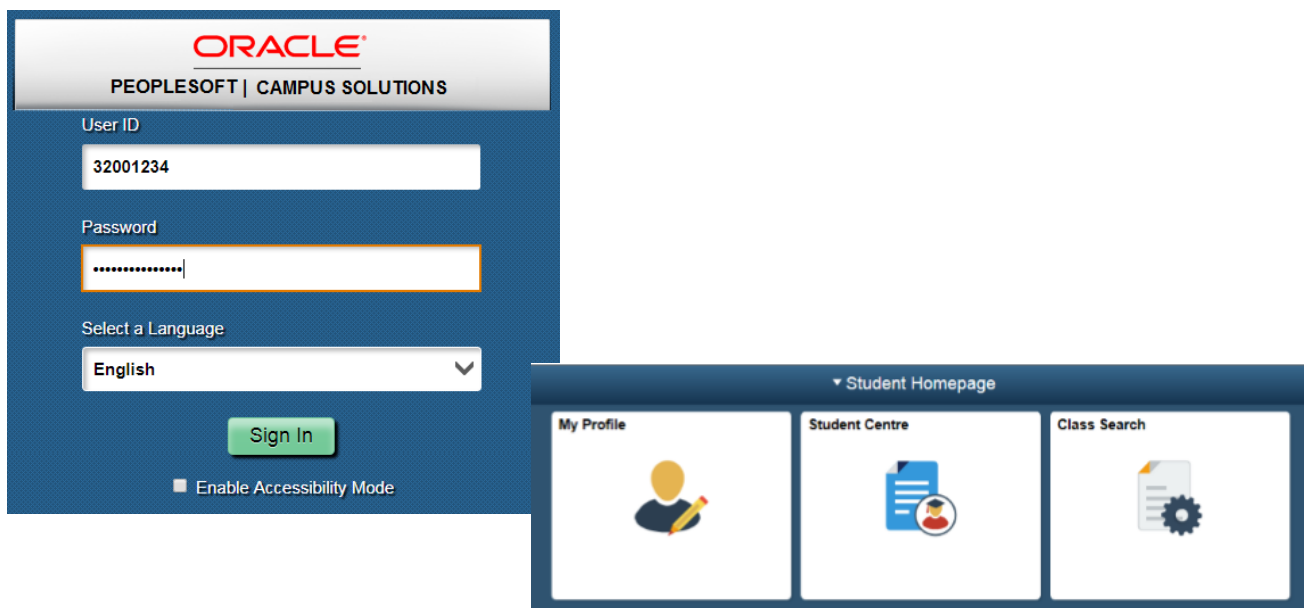 ORACLE®
PEOPLESOFT | CAMPUS SOLUTIONS
User ID
32001234
Password
•••••••••••••••
Select a Language
English
Sign In
Enable Accessibility Mode
Student Homepage
My Profile
Student Centre
Class Search